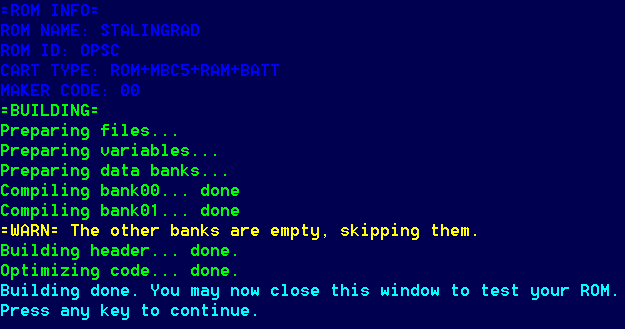 =ROM INFO=
ROM NAME: STALINGRAD
ROM ID: OPSC
CART TYPE: ROM+MBC5+RAM+BATT
MAKER CODE: 00
=BUILDING=
Preparing files...
Preparing variables...
Preparing data banks...
Compiling bank00... done
Compiling bank01... done
=WARN= The other banks are empty, skipping them.
Building header... done.
Optimizing code... done.
Building done. You may now close this window to test your ROM.
Press any key to continue.